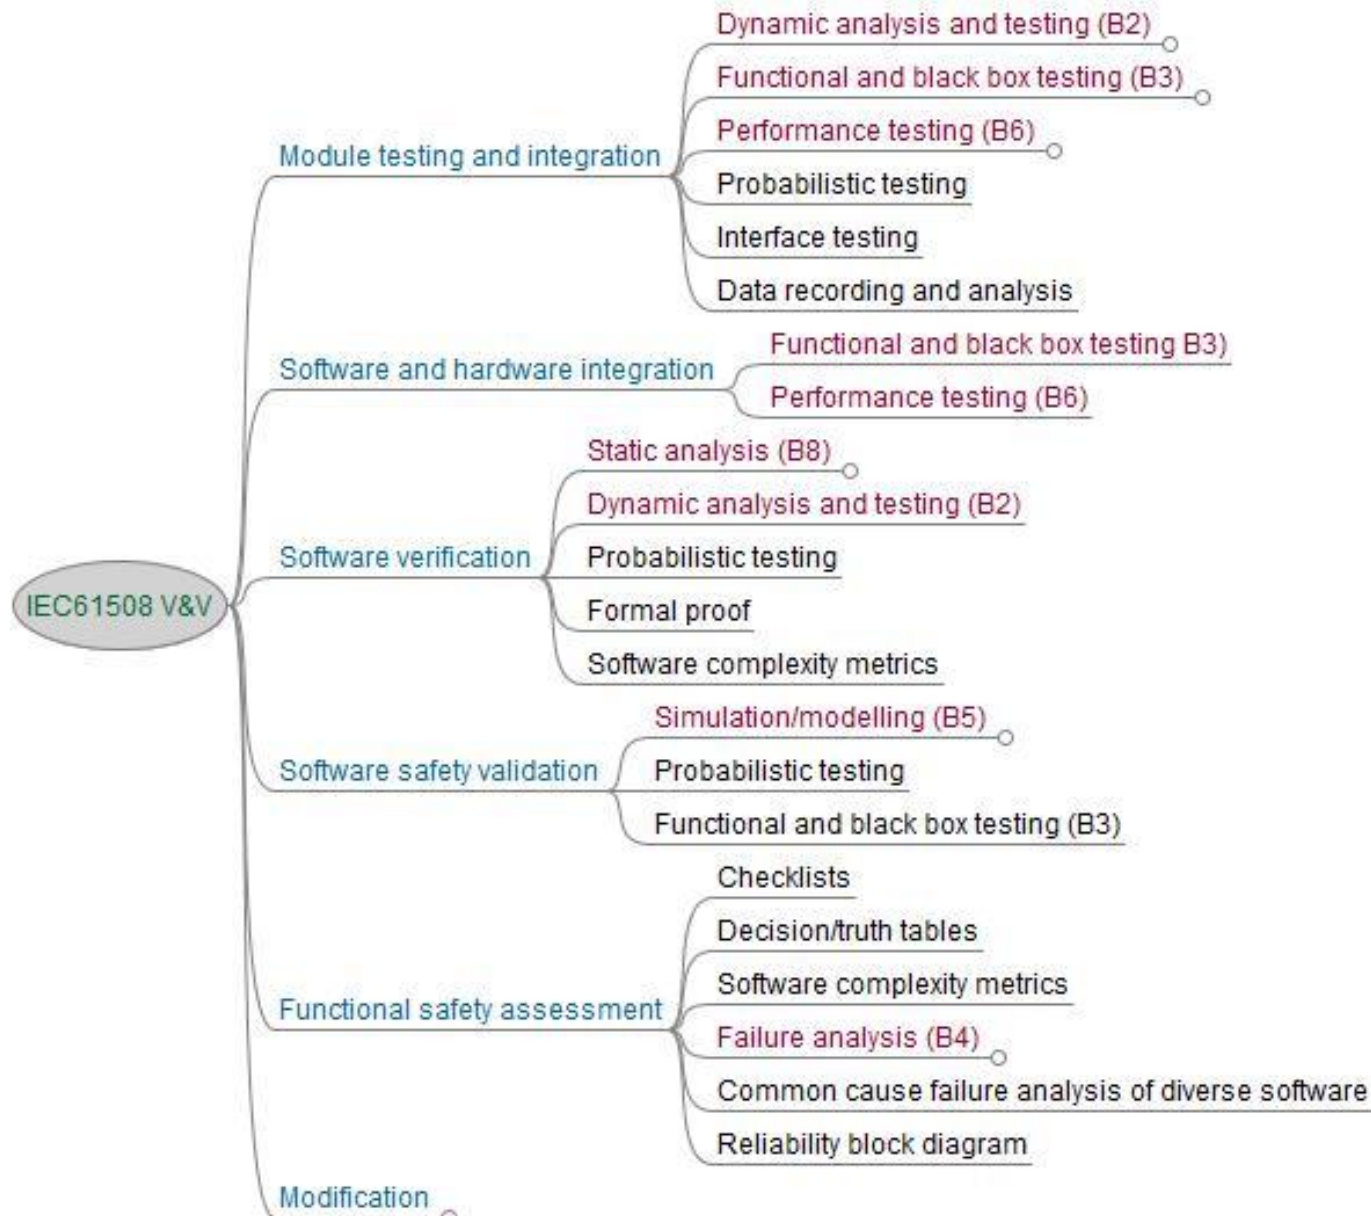 Dynamic analysis and testing (B2)
Functional and black box testing (B3)
Performance testing (B6)
Module testing and integration
Probabilistic testing
Interface testing
Data recording and analysis
Functional and black box testing B3)
Software and hardware integration
Performance testing (B6)
Static analysis (B8)
Dynamic analysis and testing (B2)
Software verification
Probabilistic testing
IEC61508 V&V
Formal proof
Software complexity metrics
Simulation/modelling (B5)
Software safety validation
Probabilistic testing
Functional and black box testing (B3)
Checklists
Decision/truth tables
Software complexity metrics
Functional safety assessment
Failure analysis (B4)
Common cause failure analysis of diverse software
Reliability block diagram
Modification